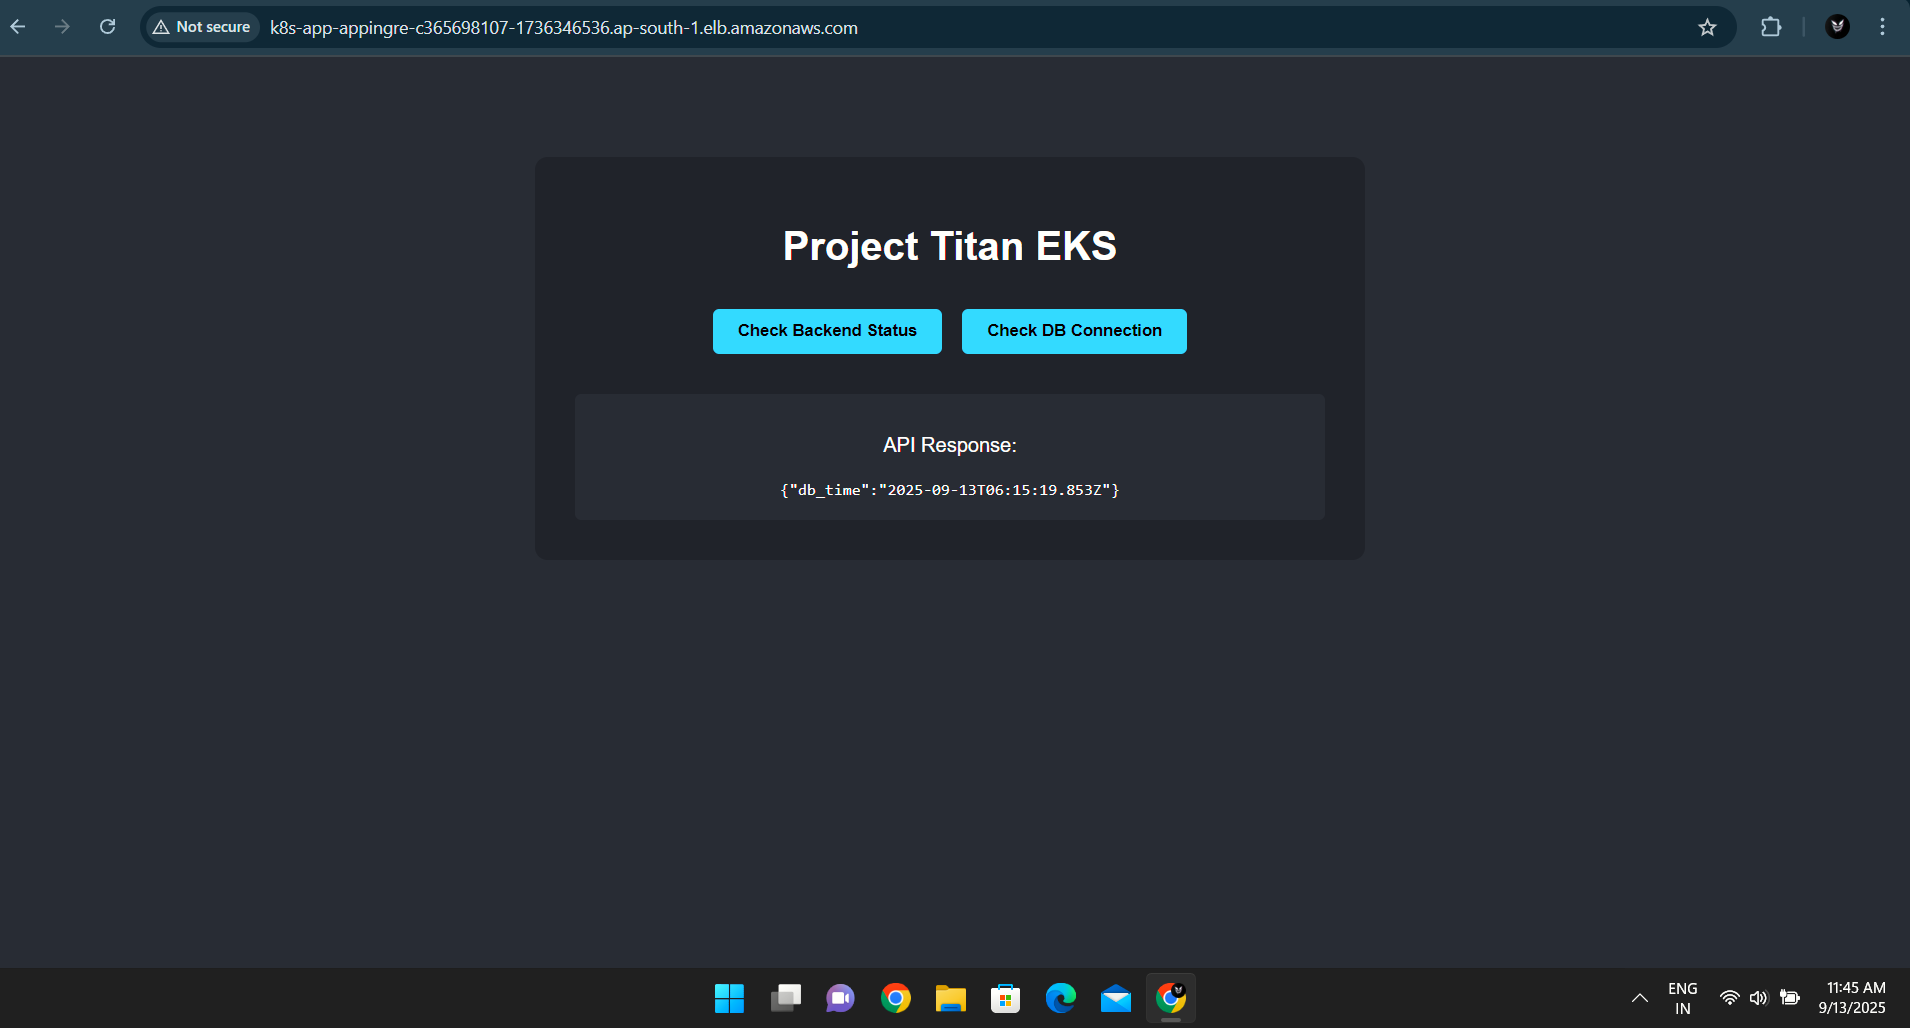 Not secure k8s-app-appingre-c365698107-1736346536.ap-south-1.elb.amazonaws.com
Project Titan EKS
Check Backend Status Check DB Connection
API Response:
{"db_time":"2025-09-13T06:15:19.853Z"}
ENG
IN
11:45 AM
9/13/2025